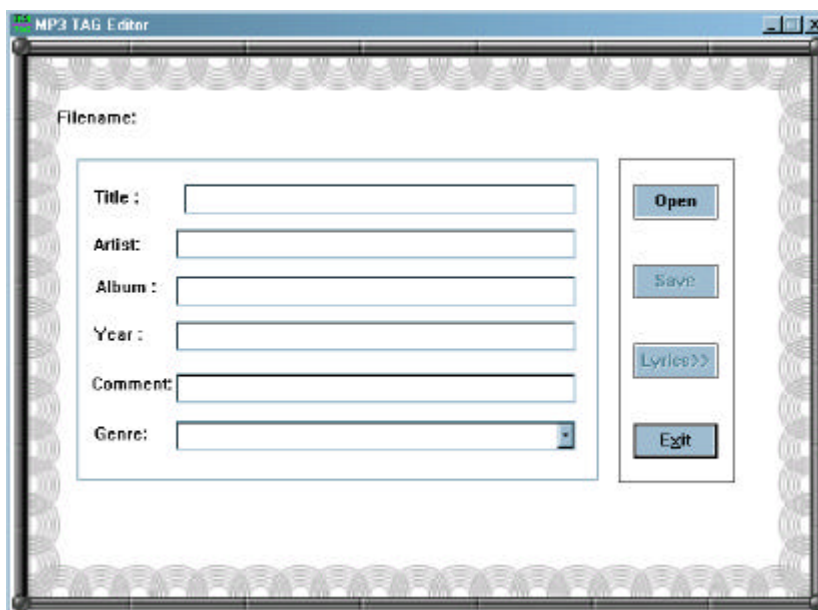 MP3 TAG Editor
Filename:
Title :
Artist:
Album :
Year :
Comment:
Genre:
Open
Save
Lyrics>>
Exit